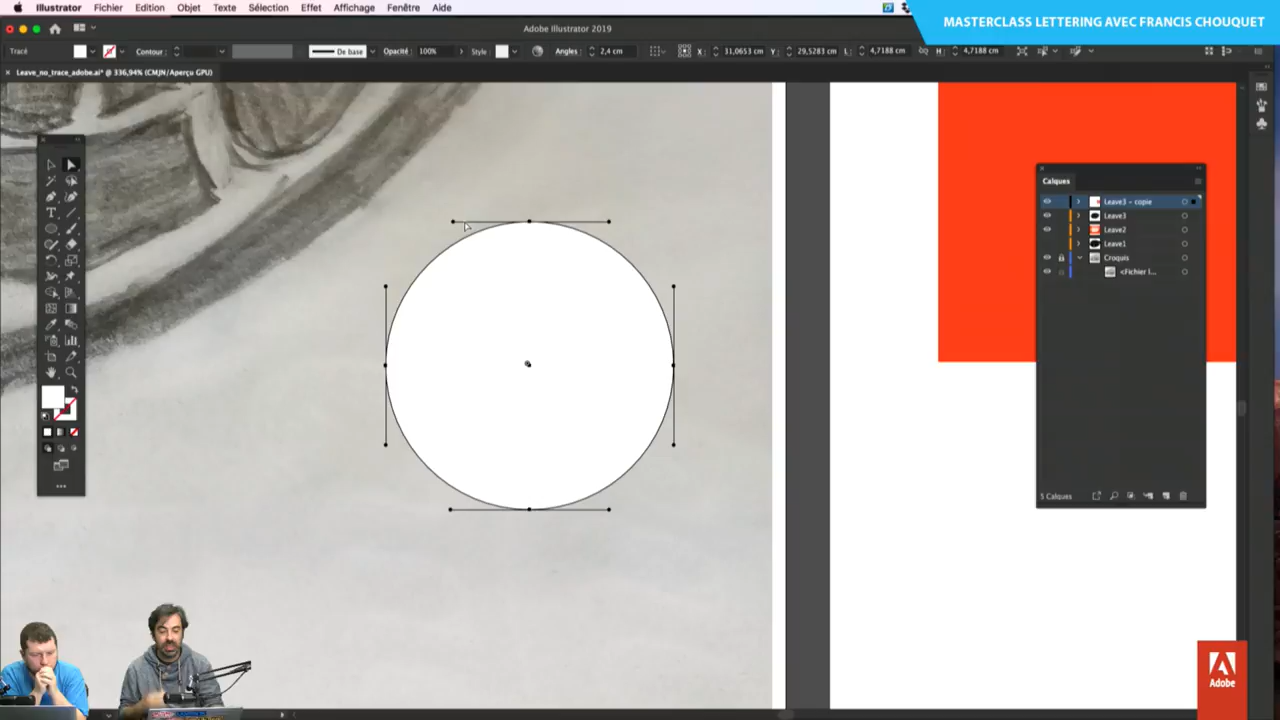 Illustrator Fichier Edition Objet Texte Sélection Effet Affichage Fenêtre Aide
MASTERCLASS LETTERING AVEC FRANCIS CHOUQUET
Adobe Illustrator 2019
Tracé Contour : De base Opacité : 100% Style Angles : 2,4 cm X : 11,0653 cm Y : 29,5283 cm L : 4,7188 cm H : 4,7188 cm
Leave_no_trace_adobe.ai* @ 336,94% (CMJN/Aperçu GPU)
Calques
Leave3 - copie
Leave3
Leave2
Leave1
Croquis
<Fichier l...
5 Calques
Adobe